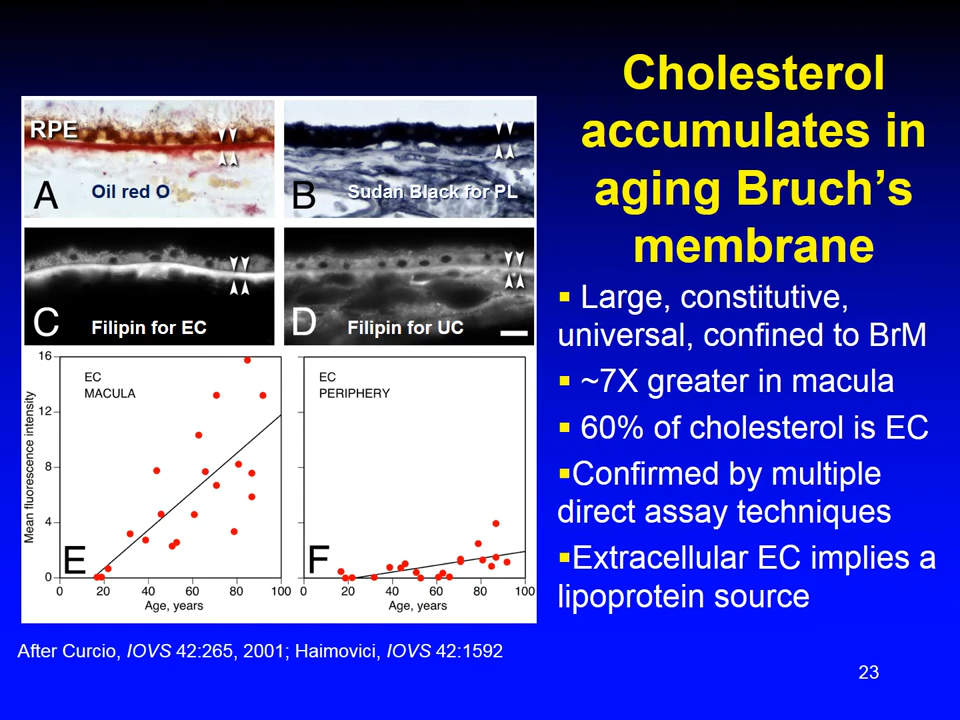 Cholesterol
accumulates in
aging Bruch’s
membrane
RPE
A
Oil red O
B
Sudan Black for PL
C
Filipin for EC
D
Filipin for UC
16
12
8
4
0
Mean fluorescence intensity
EC
MACULA
E
0 20 40 60 80 100
Age, years
EC
PERIPHERY
F
0 20 40 60 80 100
Age, years
▪ Large, constitutive,
universal, confined to BrM
▪ ~7X greater in macula
▪ 60% of cholesterol is EC
▪Confirmed by multiple
direct assay techniques
▪Extracellular EC implies a
lipoprotein source
After Curcio, IOVS 42:265, 2001; Haimovici, IOVS 42:1592
23